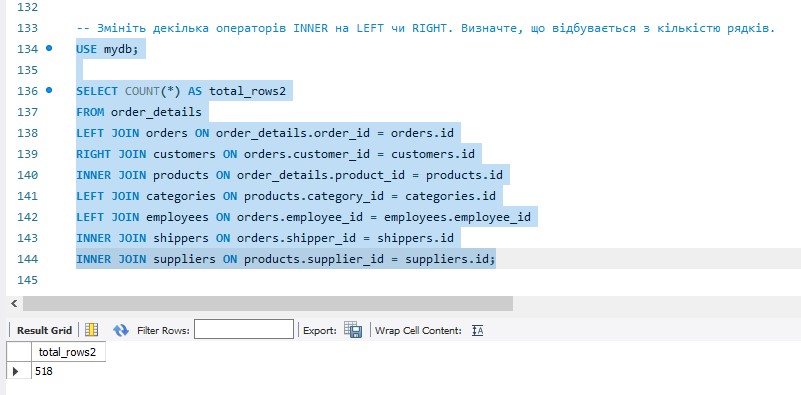 132
133 -- Змініть декілька операторів INNER на LEFT чи RIGHT. Визначте, що відбувається з кількістю рядків.
134 USE mydb;
135
136 SELECT COUNT(*) AS total_rows2
137 FROM order_details
138 LEFT JOIN orders ON order_details.order_id = orders.id
139 RIGHT JOIN customers ON orders.customer_id = customers.id
140 INNER JOIN products ON order_details.product_id = products.id
141 LEFT JOIN categories ON products.category_id = categories.id
142 LEFT JOIN employees ON orders.employee_id = employees.employee_id
143 INNER JOIN shippers ON orders.shipper_id = shippers.id
144 INNER JOIN suppliers ON products.supplier_id = suppliers.id;
145
Result Grid Filter Rows: Export: Wrap Cell Content:
total_rows2
518